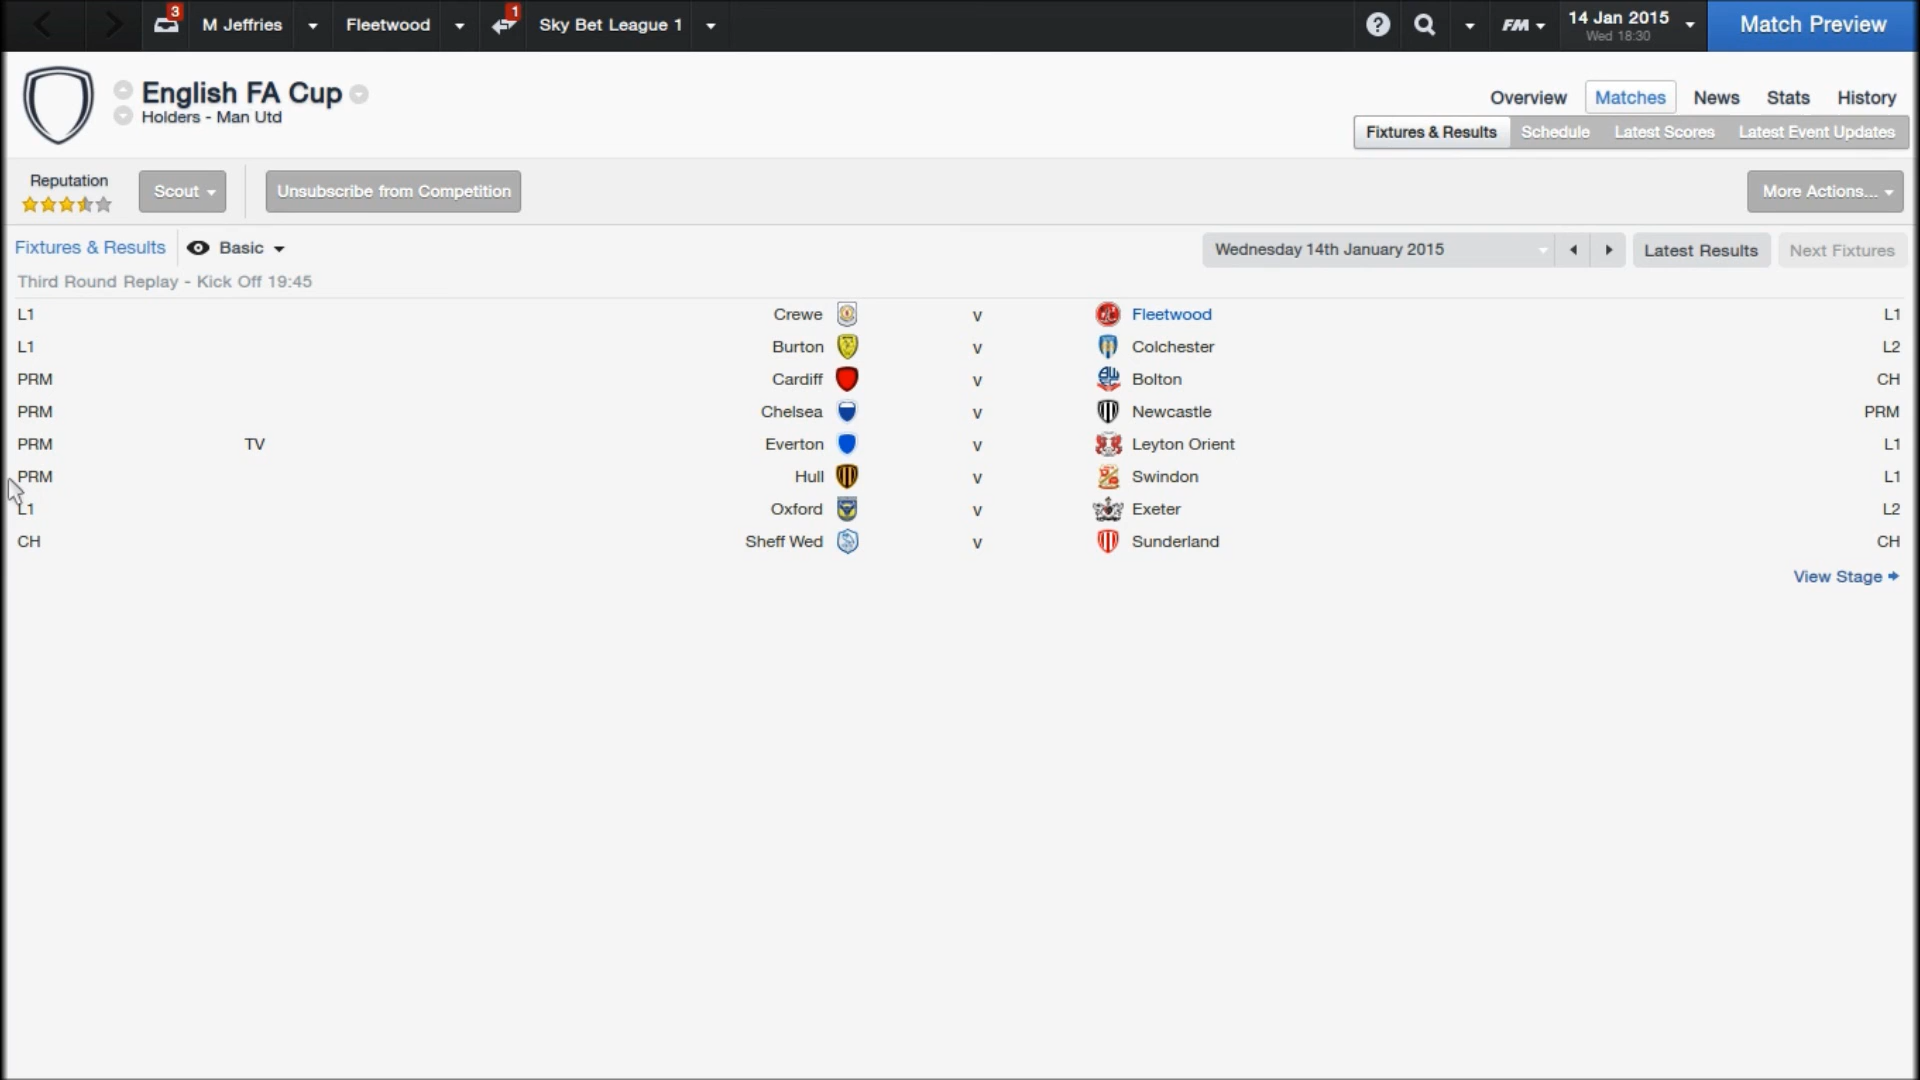 3 M Jeffries Fleetwood 1 Sky Bet League 1 ? FM 14 Jan 2015 Match Preview
Wed 18:30
English FA Cup
Holders - Man Utd
Overview Matches News Stats History
Fixtures & Results Schedule Latest Scores Latest Event Updates
Reputation Scout Unsubscribe from Competition More Actions...
Fixtures & Results Basic Wednesday 14th January 2015 Latest Results Next Fixtures
Third Round Replay - Kick Off 19:45
L1 Crewe v Fleetwood L1
L1 Burton v Colchester L2
PRM Cardiff v Bolton CH
PRM Chelsea v Newcastle PRM
PRM TV Everton v Leyton Orient L1
PRM Hull v Swindon L1
L1 Oxford v Exeter L2
CH Sheff Wed v Sunderland CH
View Stage